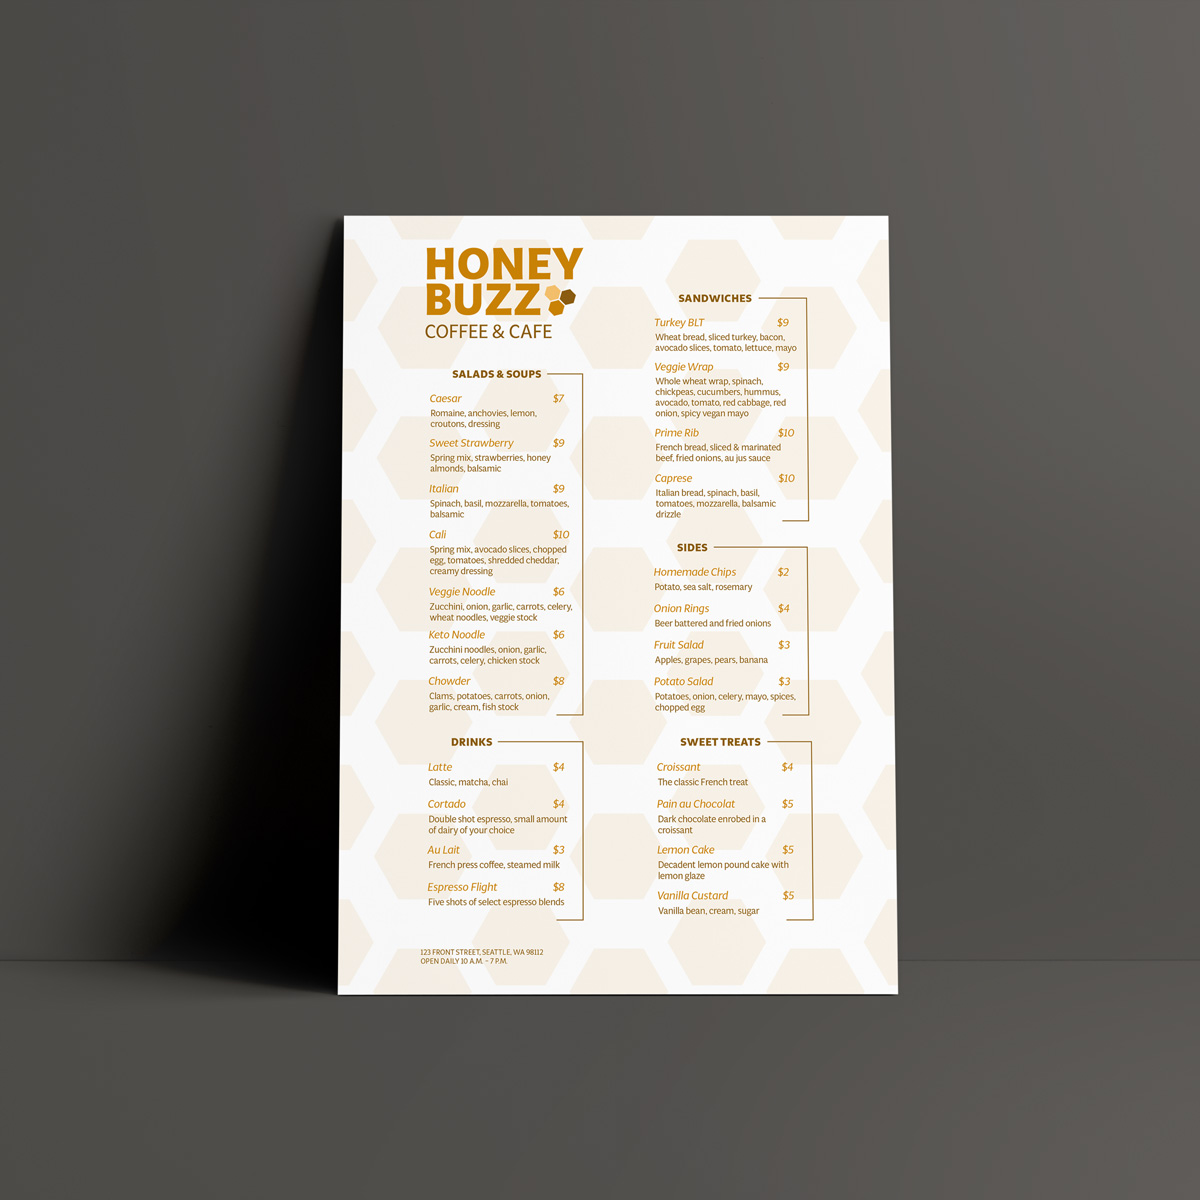 HONEY
BUZZ
COFFEE & CAFE
SALADS & SOUPS
Caesar $7
Romaine, anchovies, lemon,
croutons, dressing
Sweet Strawberry $9
Spring mix, strawberries, honey
almonds, balsamic
Italian $9
Spinach, basil, mozzarella, tomatoes,
balsamic
Cali $10
Spring mix, avocado slices, chopped
egg, tomatoes, shredded cheddar,
creamy dressing
Veggie Noodle $6
Zucchini, onion, garlic, carrots, celery,
wheat noodles, veggie stock
Keto Noodle $6
Zucchini noodles, onion, garlic,
carrots, celery, chicken stock
Chowder $8
Clams, potatoes, carrots, onion,
garlic, cream, fish stock
DRINKS
Latte $4
Classic, matcha, chai
Cortado $4
Double shot espresso, small amount
of dairy of your choice
Au Lait $3
French press coffee, steamed milk
Espresso Flight $8
Five shots of select espresso blends
SANDWICHES
Turkey BLT $9
Wheat bread, sliced turkey, bacon,
avocado slices, tomato, lettuce, mayo
Veggie Wrap $9
Whole wheat wrap, spinach,
chickpeas, cucumbers, hummus,
avocado, tomato, red cabbage, red
onion, spicy vegan mayo
Prime Rib $10
French bread, sliced & marinated
beef, fried onions, au jus sauce
Caprese $10
Italian bread, spinach, basil,
tomatoes, mozzarella, balsamic
drizzle
SIDES
Homemade Chips $2
Potato, sea salt, rosemary
Onion Rings $4
Beer battered and fried onions
Fruit Salad $3
Apples, grapes, pears, banana
Potato Salad $3
Potatoes, onion, celery, mayo, spices,
chopped egg
SWEET TREATS
Croissant $4
The classic French treat
Pain au Chocolat $5
Dark chocolate enrobed in a
croissant
Lemon Cake $5
Decadent lemon pound cake with
lemon glaze
Vanilla Custard $5
Vanilla bean, cream, sugar
123 FRONT STREET, SEATTLE, WA 98112
OPEN DAILY 10 A.M. - 7 P.M.